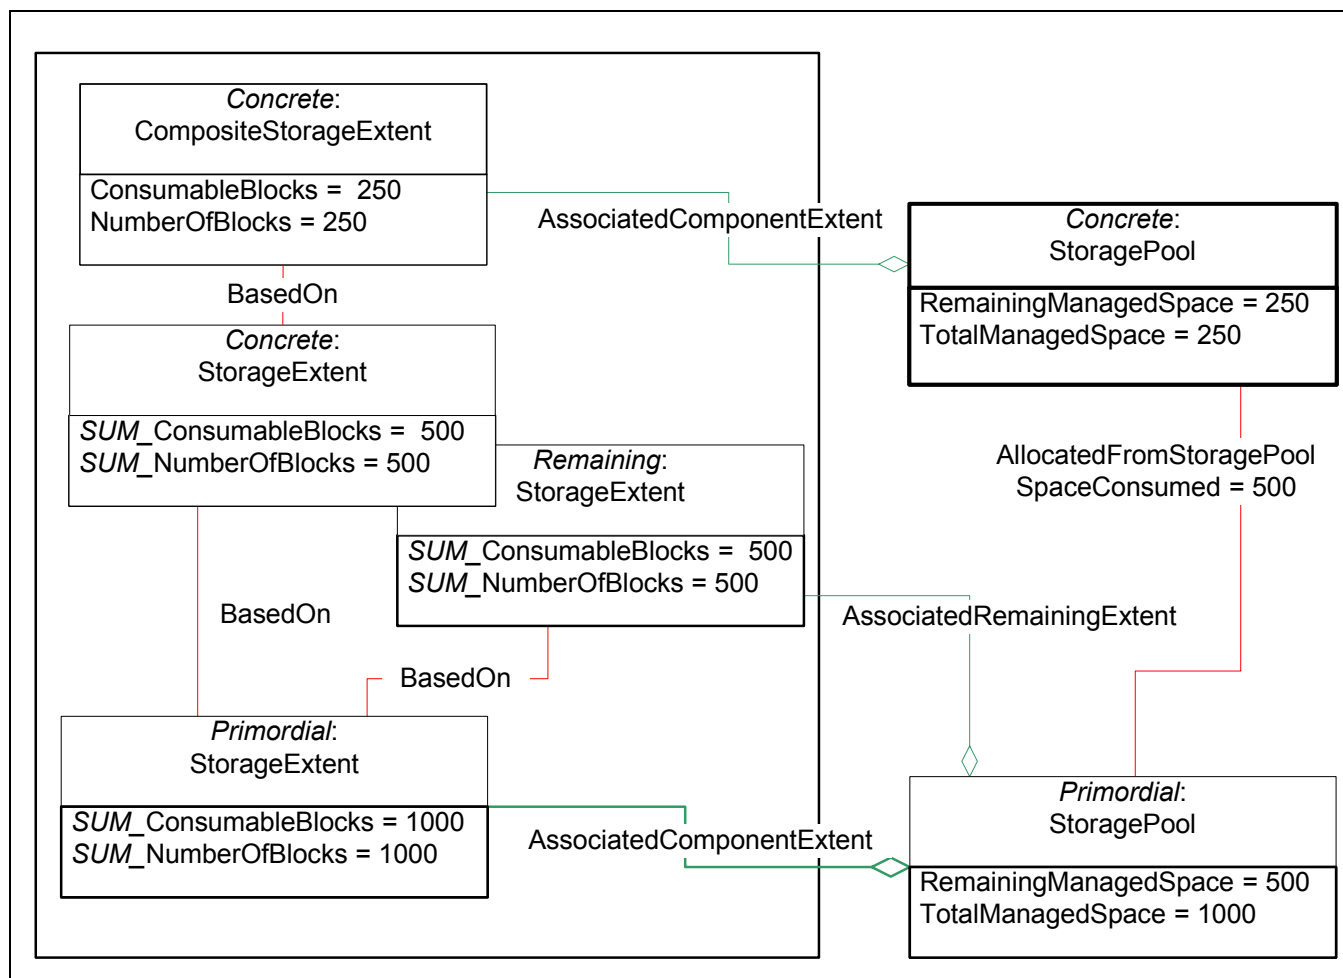 Concrete:
CompositeStorageExtent
ConsumableBlocks =  250
NumberOfBlocks = 250
AssociatedComponentExtent
Concrete:
StoragePool
RemainingManagedSpace = 250
TotalManagedSpace = 250
BasedOn
Concrete:
StorageExtent
SUM_ConsumableBlocks =  500
SUM_NumberOfBlocks = 500
Remaining:
StorageExtent
SUM_ConsumableBlocks =  500
SUM_NumberOfBlocks = 500
AllocatedFromStoragePool
SpaceConsumed = 500
BasedOn
AssociatedRemainingExtent
BasedOn
Primordial:
StorageExtent
SUM_ConsumableBlocks = 1000
SUM_NumberOfBlocks = 1000
AssociatedComponentExtent
Primordial:
StoragePool
RemainingManagedSpace = 500
TotalManagedSpace = 1000